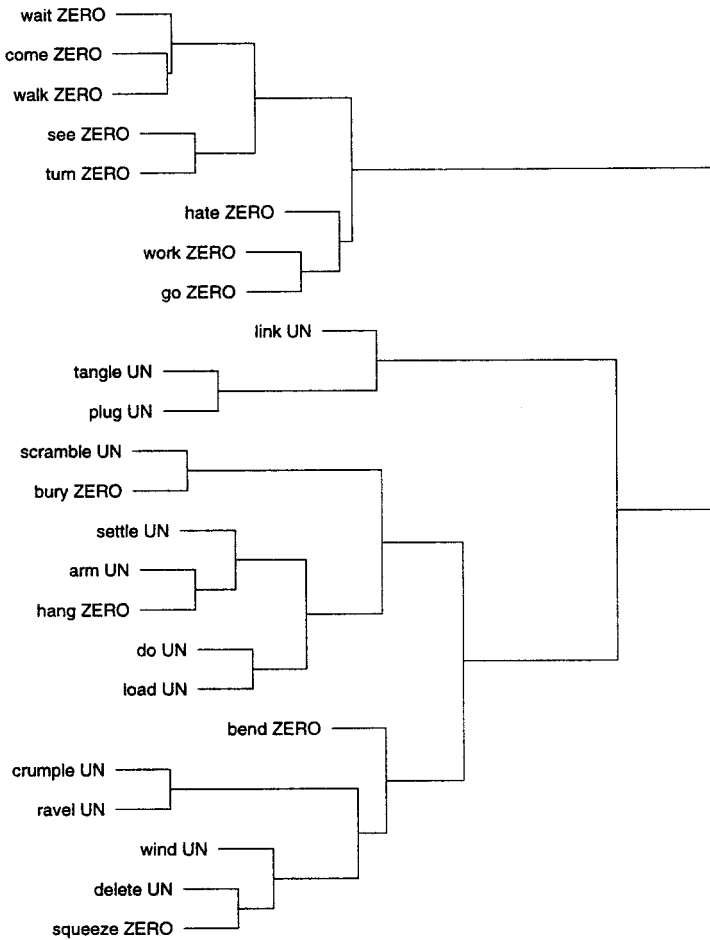 wait ZERO
come ZERO
walk ZERO
see ZERO
turn ZERO
hate ZERO
work ZERO
go ZERO
link UN
tangle UN
plug UN
scramble UN
bury ZERO
settle UN
arm UN
hang ZERO
do UN
load UN
bend ZERO
crumple UN
ravel UN
wind UN
delete UN
squeeze ZERO